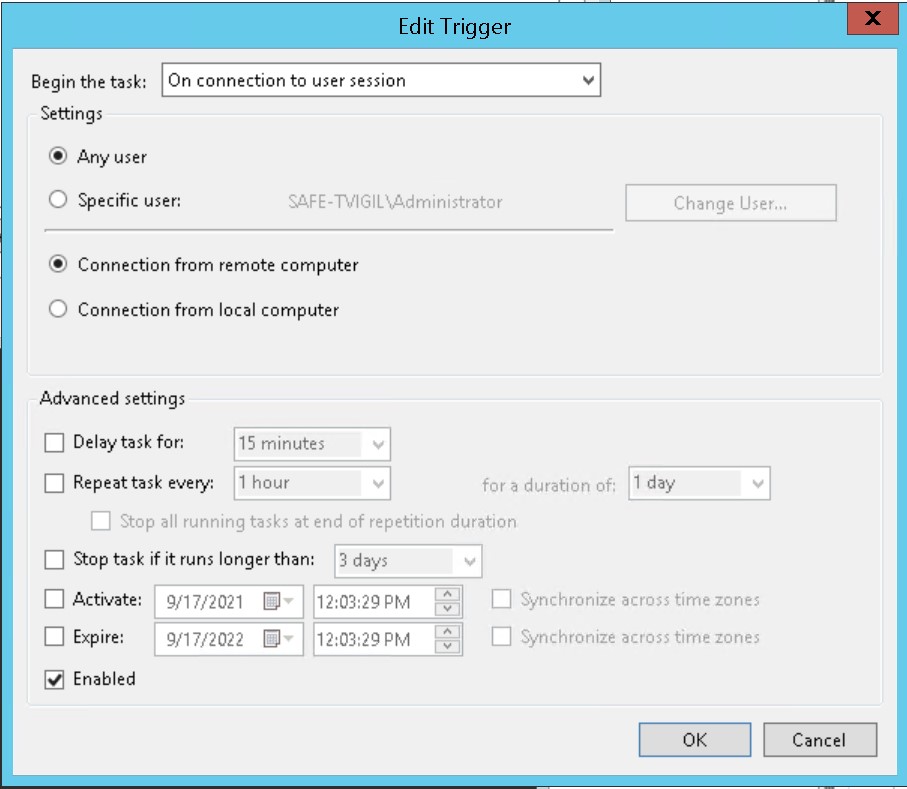 Edit Trigger
X
Begin the task: On connection to user session
Settings
Any user
Specific user: SAFE-TVIGIL\Administrator Change User...
Connection from remote computer
Connection from local computer
Advanced settings
Delay task for: 15 minutes
Repeat task every: 1 hour for a duration of: 1 day
Stop all running tasks at end of repetition duration
Stop task if it runs longer than: 3 days
Activate: 9/17/2021 12:03:29 PM Synchronize across time zones
Expire: 9/17/2022 12:03:29 PM Synchronize across time zones
Enabled
OK Cancel